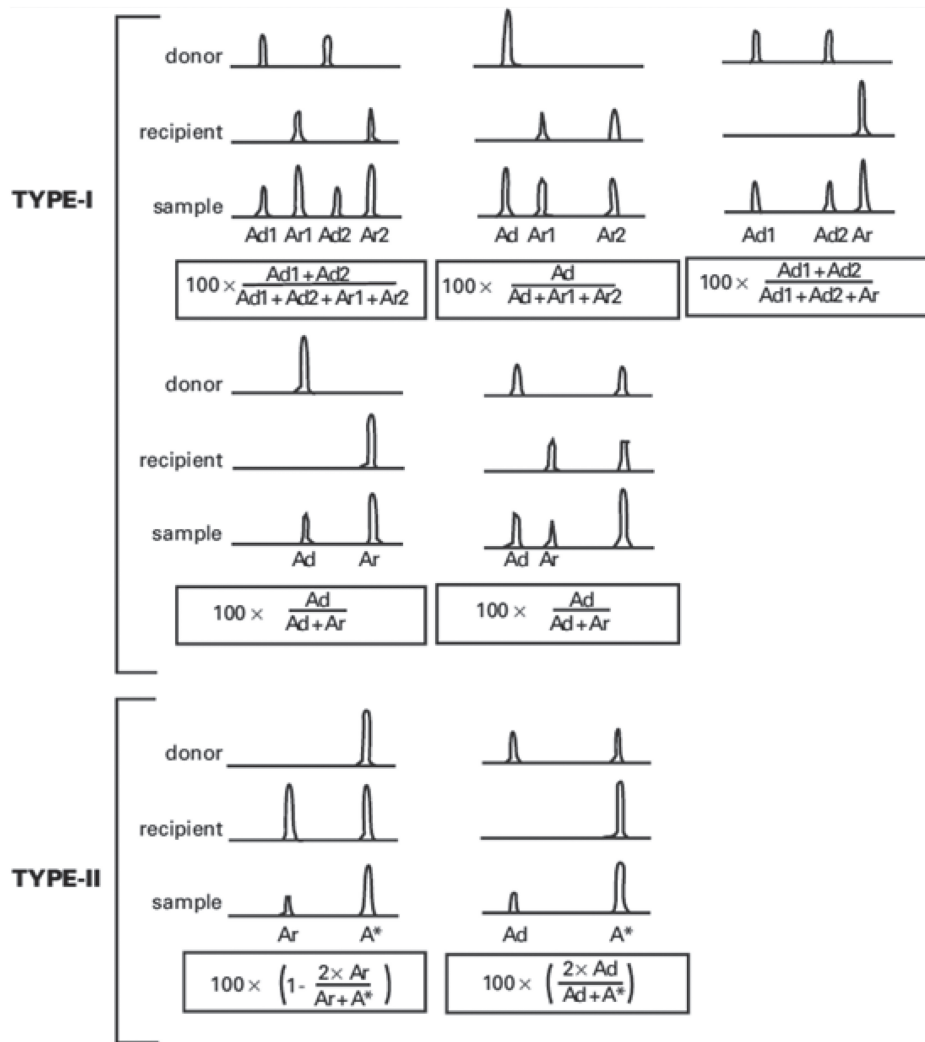 donor
recipient
TYPE-I
sample
Ad1 Ar1 Ad2 Ar2
Ad Ar1 Ar2
Ad1 Ad2 Ar
100 × Ad1+Ad2 / Ad1+Ad2+Ar1+Ar2
100 × Ad / Ad+Ar1+Ar2
100 × Ad1+Ad2 / Ad1+Ad2+Ar
donor
recipient
sample
Ad Ar
Ad Ar
100 × Ad / Ad+Ar
100 × Ad / Ad+Ar
donor
recipient
TYPE-II
sample
Ar A*
Ad A*
100 × (1- 2× Ar / Ar+A*)
100 × (2× Ad / Ad+A*)